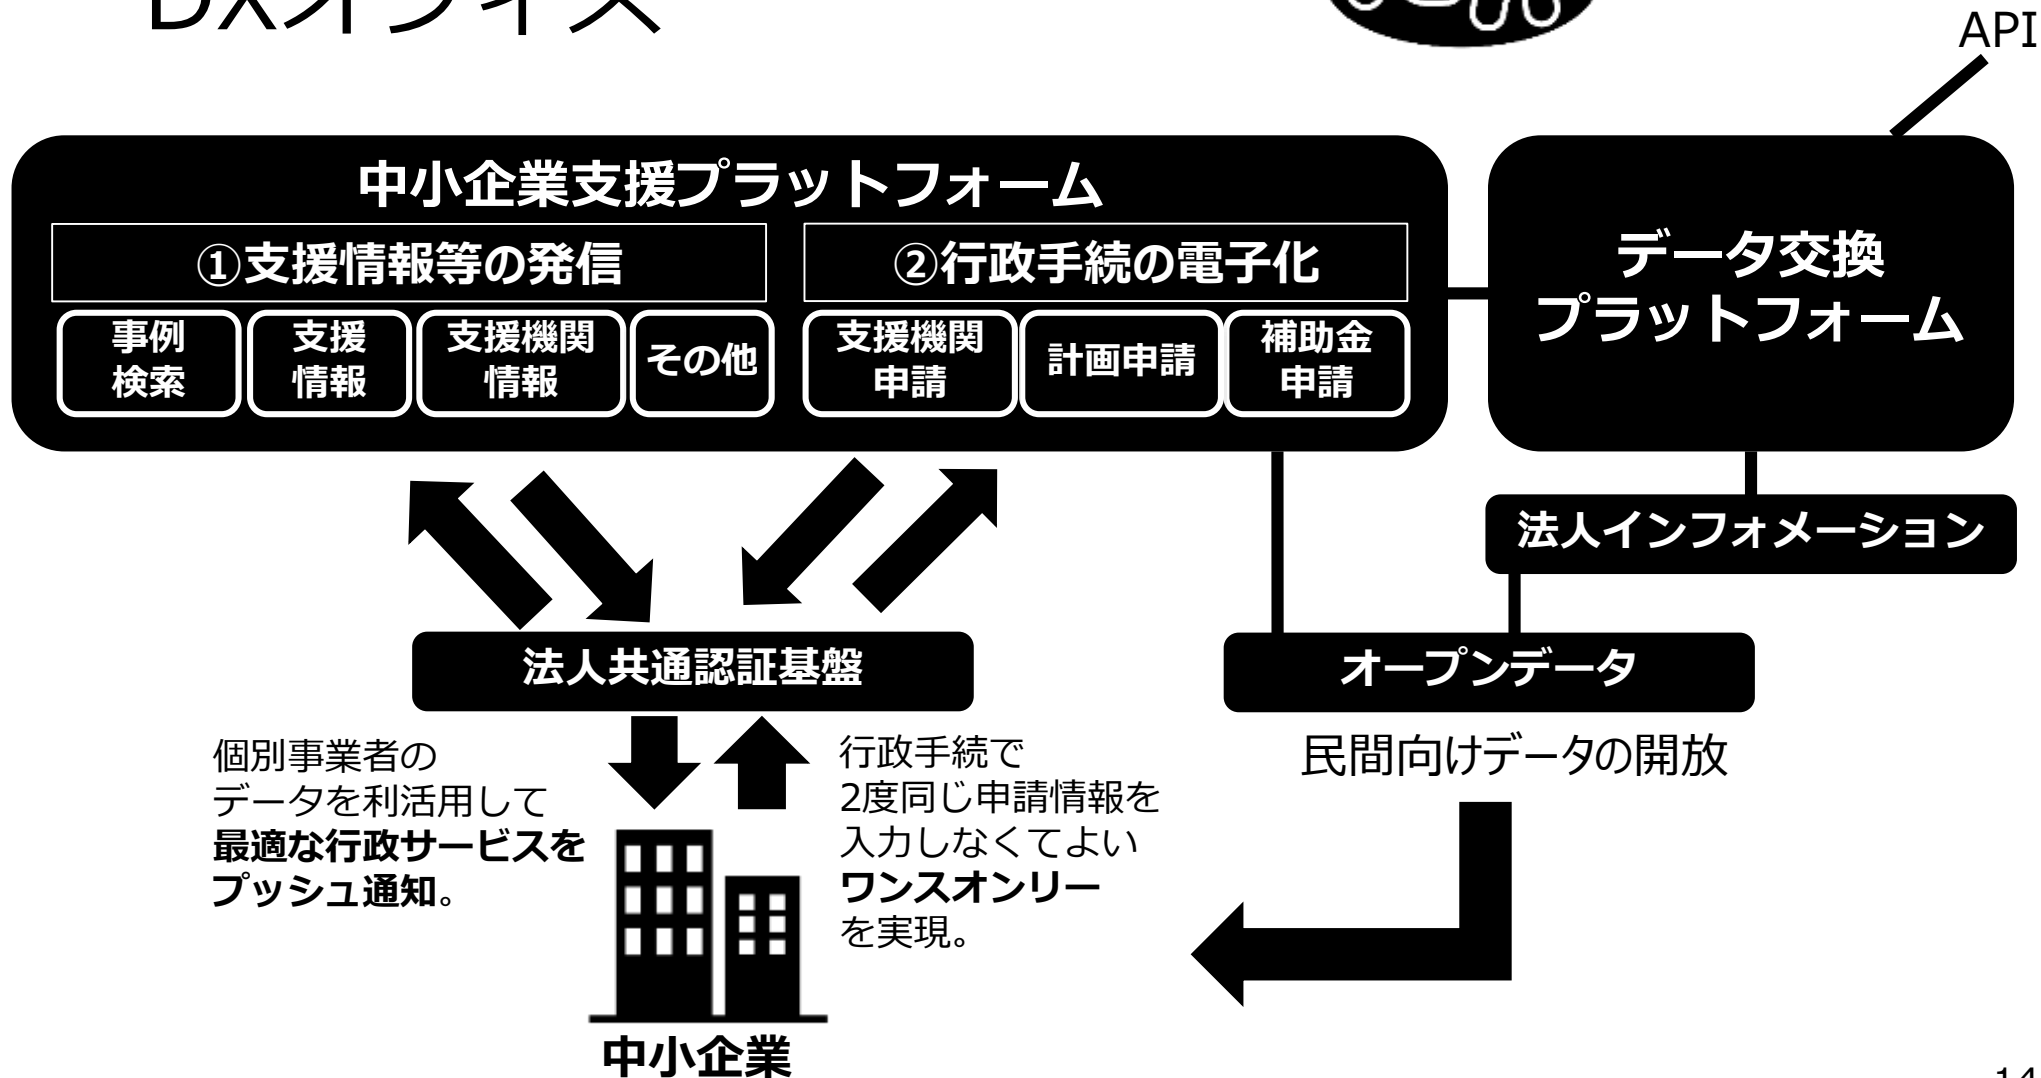 DXオフィス
API
中小企業支援プラットフォーム
①支援情報等の発信
②行政手続の電子化
事例
検索
支援
情報
支援機関
情報
その他
支援機関
申請
計画申請
補助金
申請
データ交換
プラットフォーム
法人インフォメーション
法人共通認証基盤
オープンデータ
個別事業者の
データを利活用して
最適な行政サービスを
プッシュ通知。
行政手続で
2度同じ申請情報を
入力しなくてよい
ワンスオンリー
を実現。
民間向けデータの開放
中小企業
14